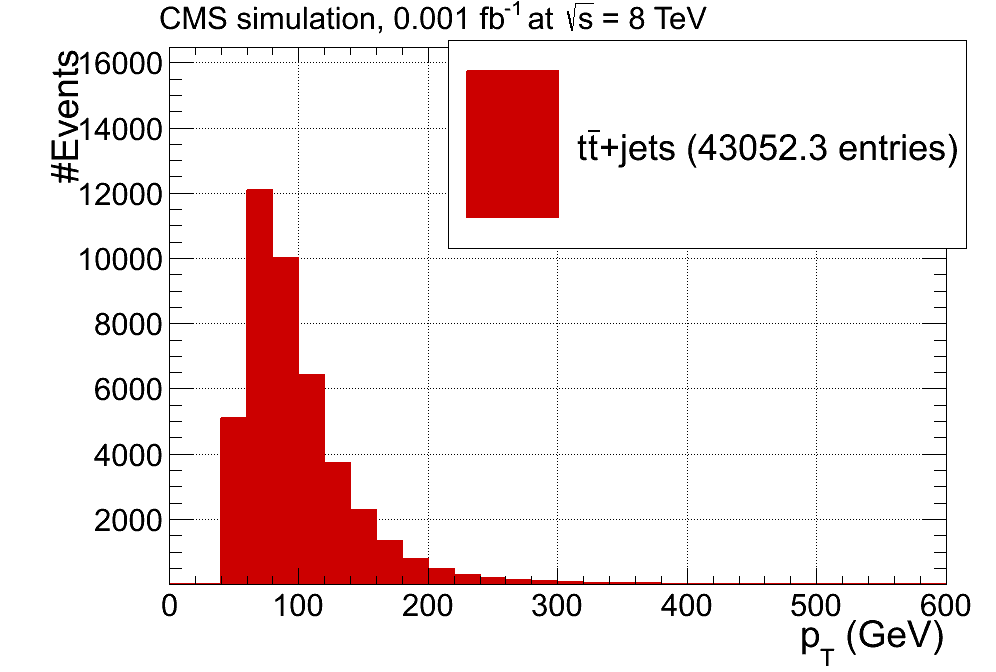 CMS simulation, 0.001 fb⁻¹ at √s = 8 TeV
#Events
16000
14000
12000
10000
8000
6000
4000
2000
tt̄+jets (43052.3 entries)
0 100 200 300 400 500 600
p_T (GeV)